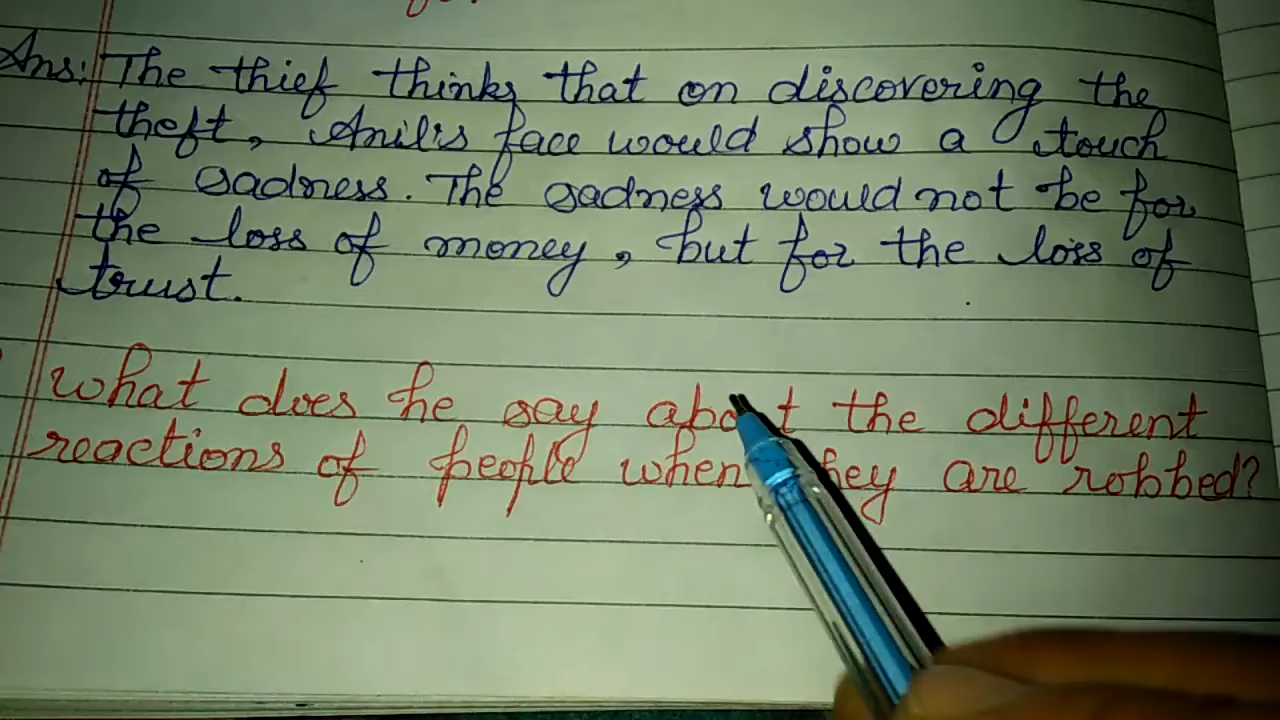 Ans: The thief thinks that on discovering the
theft, Anil's face would show a touch
of sadness. The sadness would not be for
the loss of money, but for the loss of
trust.
What does he say about the different
reactions of people when they are robbed?